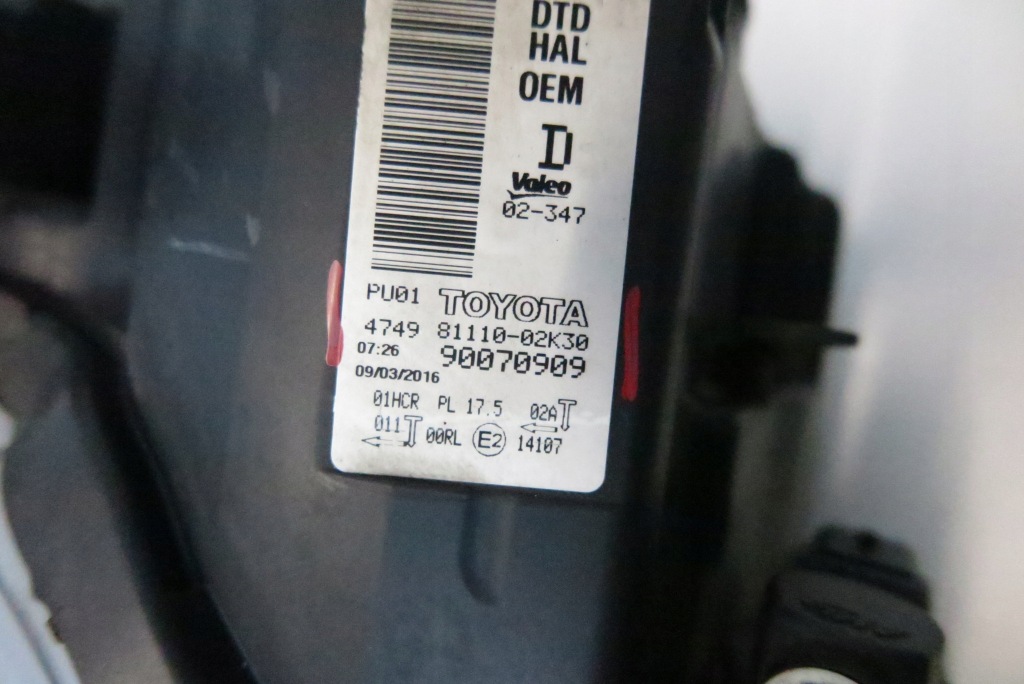 DTD
HAL
OEM
D
Valeo
02-347
PU01 TOYOTA
4749 81110-02K30
07:26 90070909
09/03/2016
01HCR PL 17.5 02A
011 00RL E2 14107